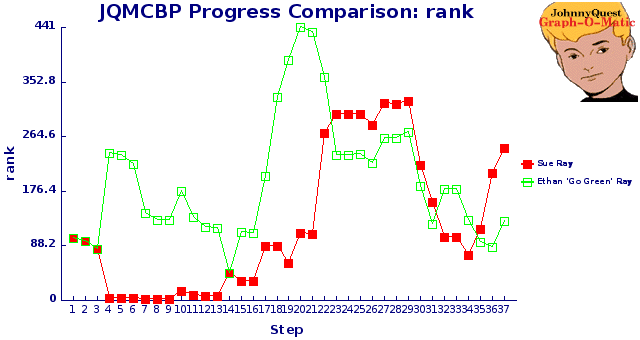 JQMCBP Progress Comparison: rank
JohnnyQuest
Graph-O-Matic
441
352.8
264.6
176.4
88.2
0
rank
1 2 3 4 5 6 7 8 9 10 11 12 13 14 15 16 17 18 19 20 21 22 23 24 25 26 27 28 29 30 31 32 33 34 35 36 37
Step
Sue Ray
Ethan 'Go Green' Ray